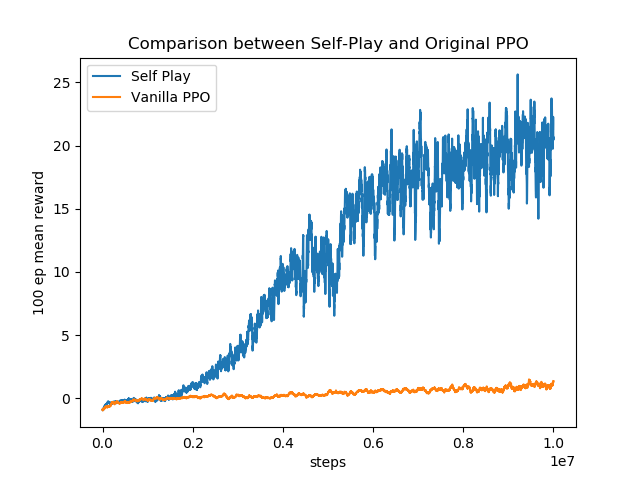 Comparison between Self-Play and Original PPO
Self Play
Vanilla PPO
100 ep mean reward
25
20
15
10
5
0
0.0 0.2 0.4 0.6 0.8 1.0
1e7
steps